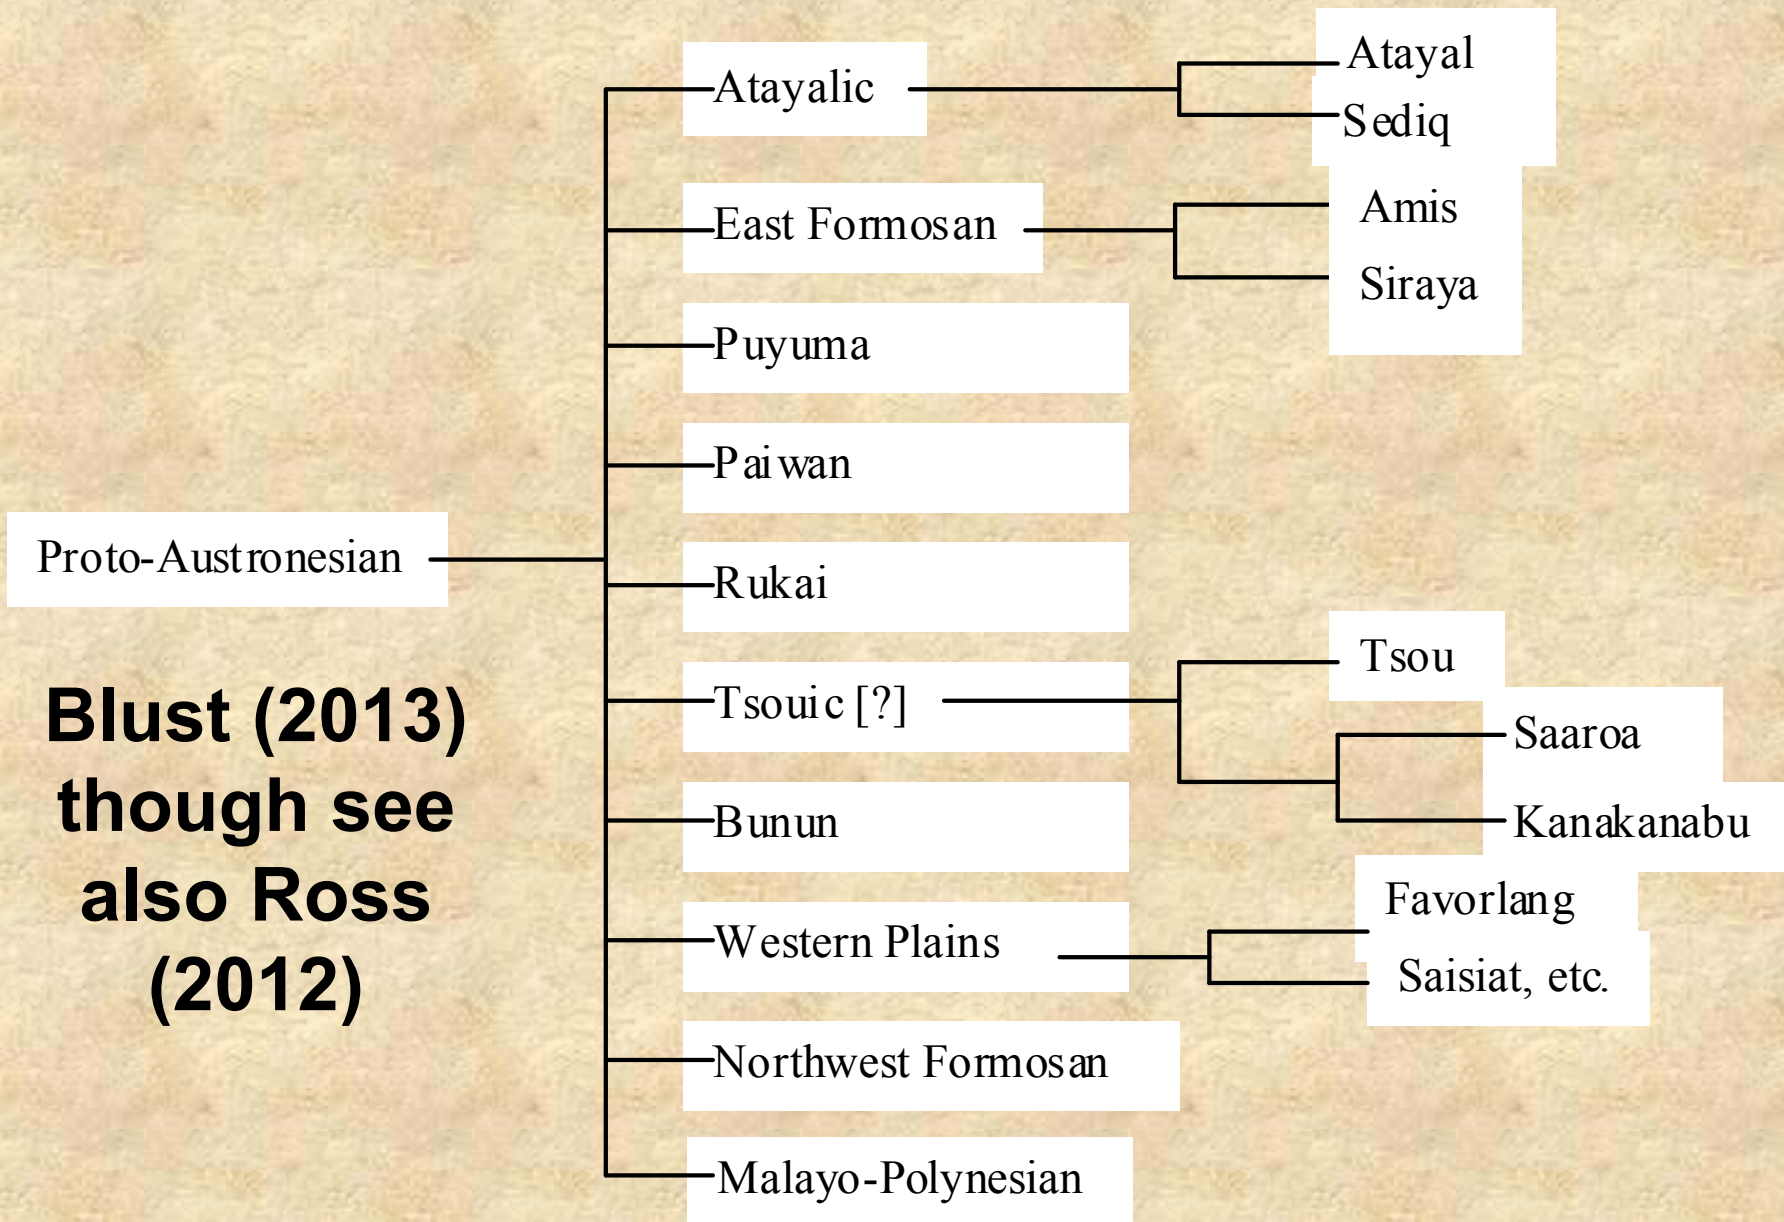 Proto-Austronesian
Blust (2013)
though see
also Ross
(2012)
Atayalic
East Formosan
Puyuma
Paiwan
Rukai
Tsouic [?]
Bunun
Western Plains
Northwest Formosan
Malayo-Polynesian
Atayal
Sediq
Amis
Siraya
Tsou
Saaroa
Kanakanabu
Favorlang
Saisiat, etc.